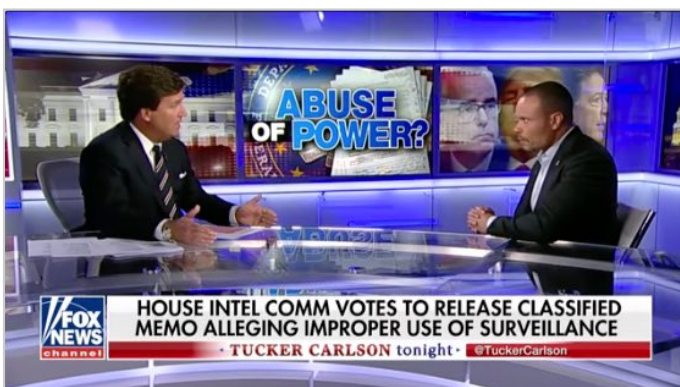 ABUSE
OF POWER?
HOUSE INTEL COMM VOTES TO RELEASE CLASSIFIED
MEMO ALLEGING IMPROPER USE OF SURVEILLANCE
FOX
NEWS
channel
· TUCKER CARLSON tonight · @TuckerCarlson